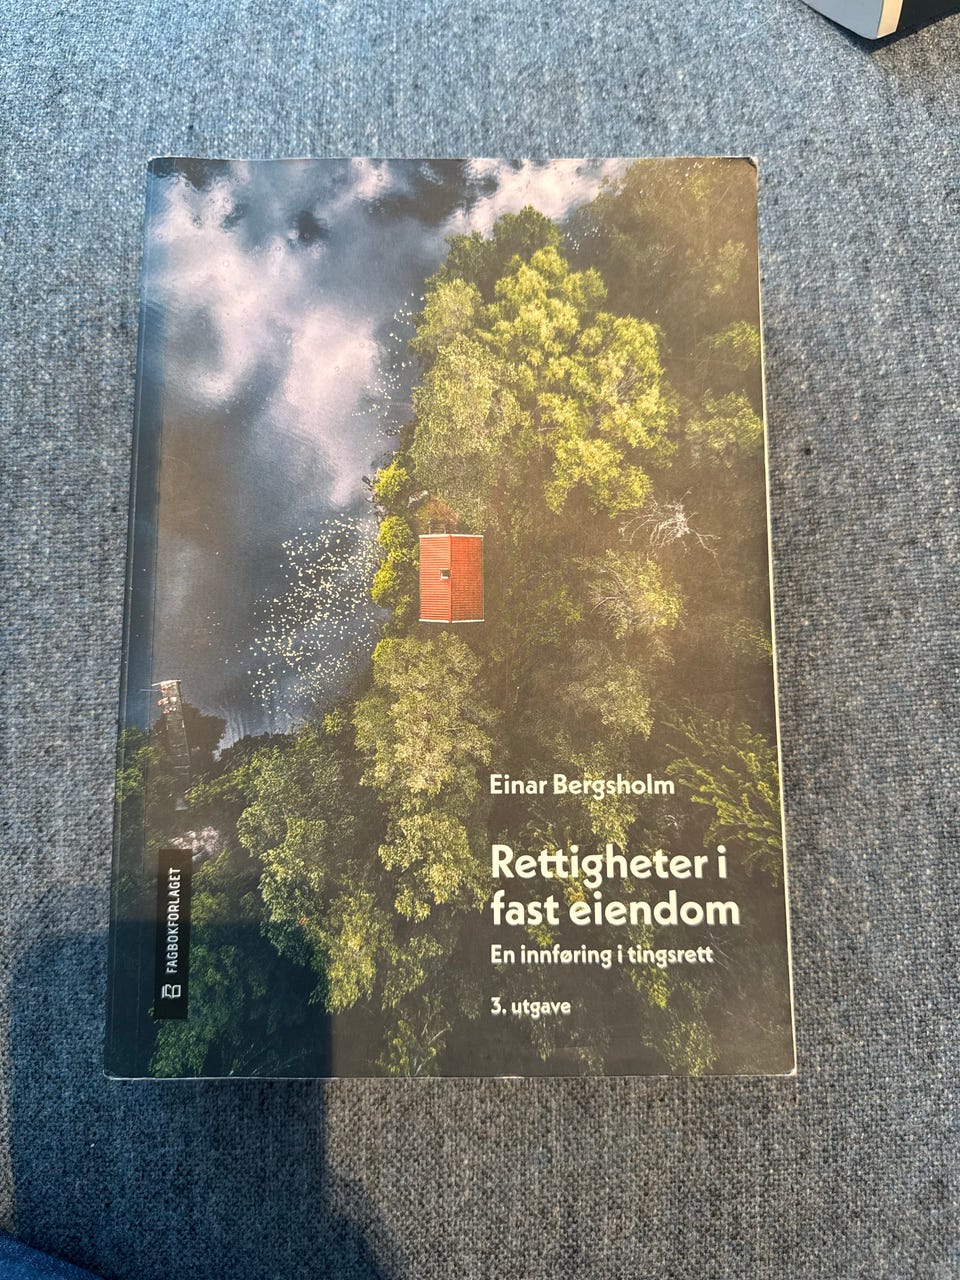 Einar Bergsholm
Rettigheter i
fast eiendom
En innføring i tingsrett
3. utgave
FAGBOKFORLAGET